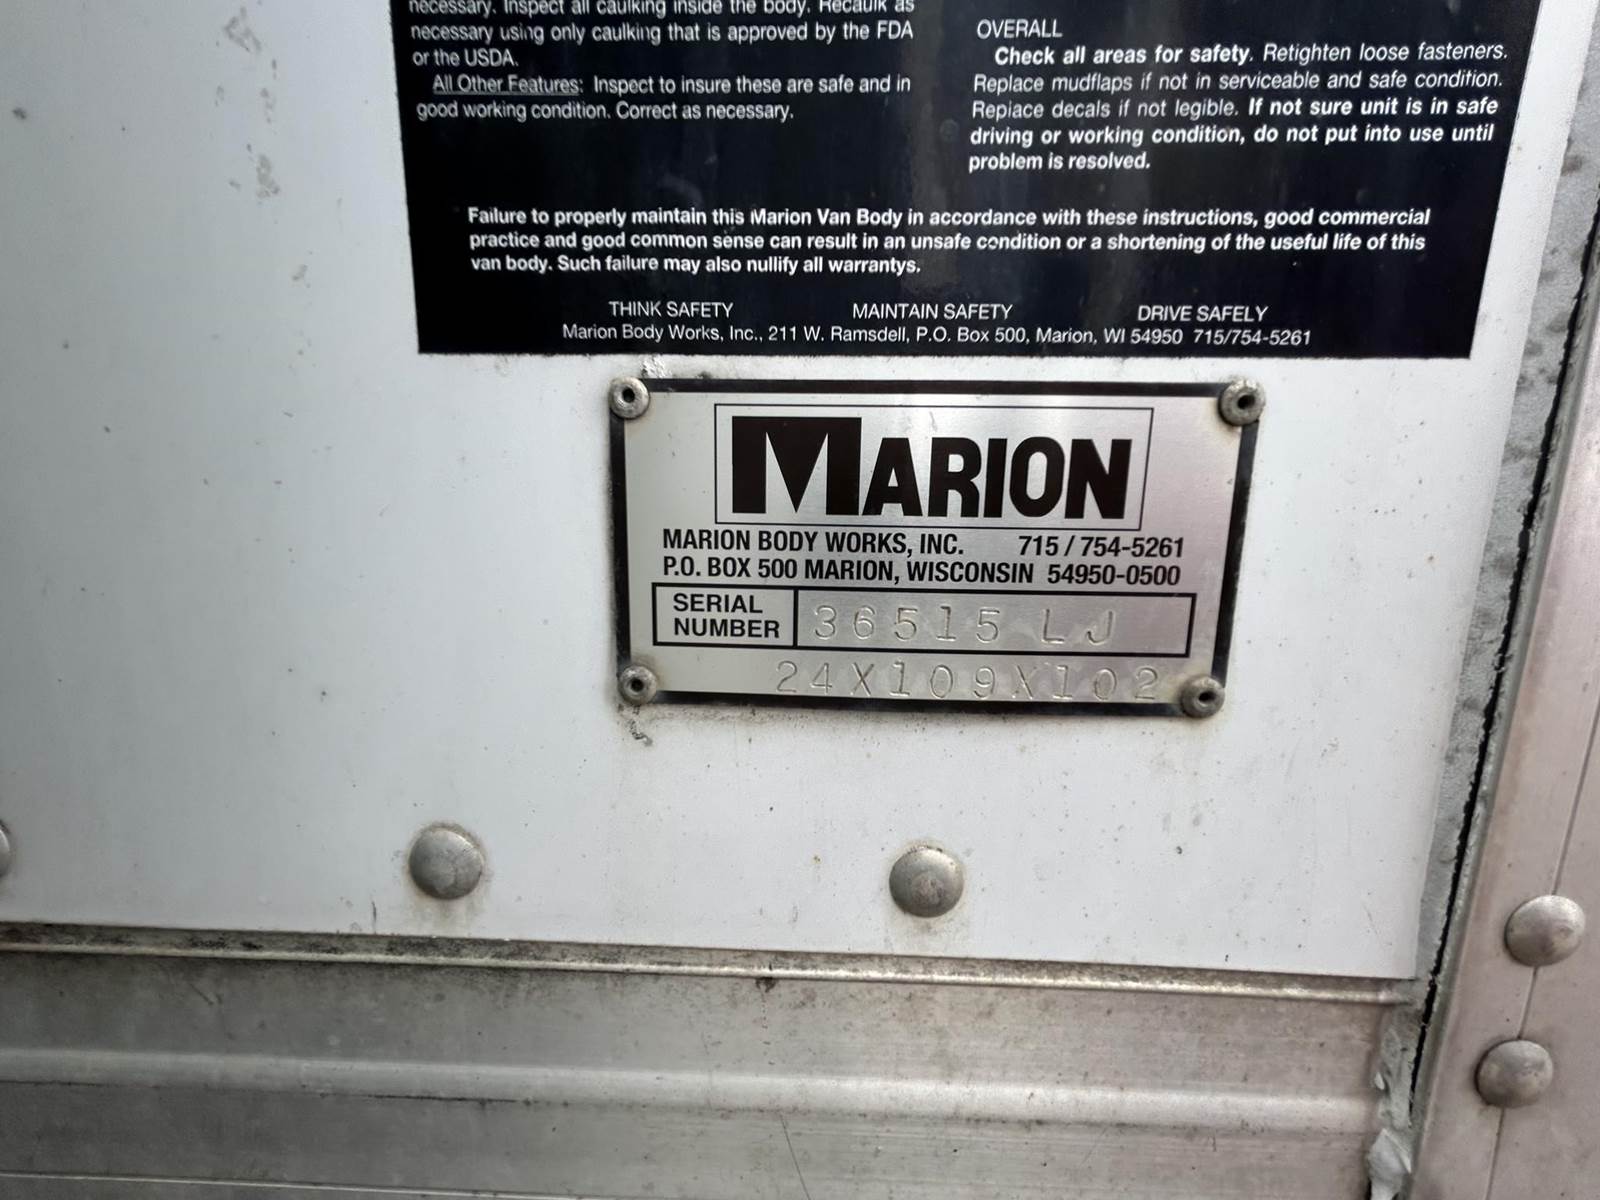 necessary. Inspect all caulking inside the body. Recaulk as
necessary using only caulking that is approved by the FDA
or the USDA.
All Other Features: Inspect to insure these are safe and in
good working condition. Correct as necessary.
OVERALL
Check all areas for safety. Retighten loose fasteners.
Replace mudflaps if not in serviceable and safe condition.
Replace decals if not legible. If not sure unit is in safe
driving or working condition, do not put into use until
problem is resolved.
Failure to properly maintain this Marion Van Body in accordance with these instructions, good commercial
practice and good common sense can result in an unsafe condition or a shortening of the useful life of this
van body. Such failure may also nullify all warrantys.
THINK SAFETY MAINTAIN SAFETY DRIVE SAFELY
Marion Body Works, Inc., 211 W. Ramsdell, P.O. Box 500, Marion, WI 54950 715/754-5261
MARION
MARION BODY WORKS, INC. 715 / 754-5261
P.O. BOX 500 MARION, WISCONSIN 54950-0500
SERIAL
NUMBER 36515 LJ
24X109X102